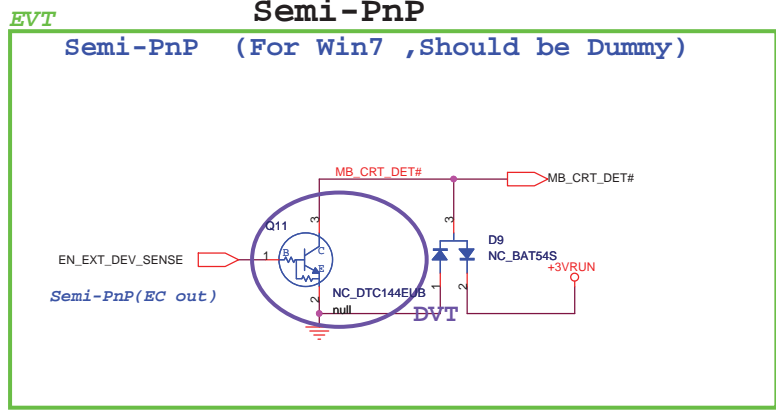 EVT
Semi-PnP
Semi-PnP (For Win7 ,Should be Dummy)
MB_CRT_DET#
MB_CRT_DET#
Q11
3
3
D9
NC_BAT54S
+3VRUN
EN_EXT_DEV_SENSE
1
B
C
E
Semi-PnP(EC out)
2
NC_DTC144EUB
null
1
2
DVT